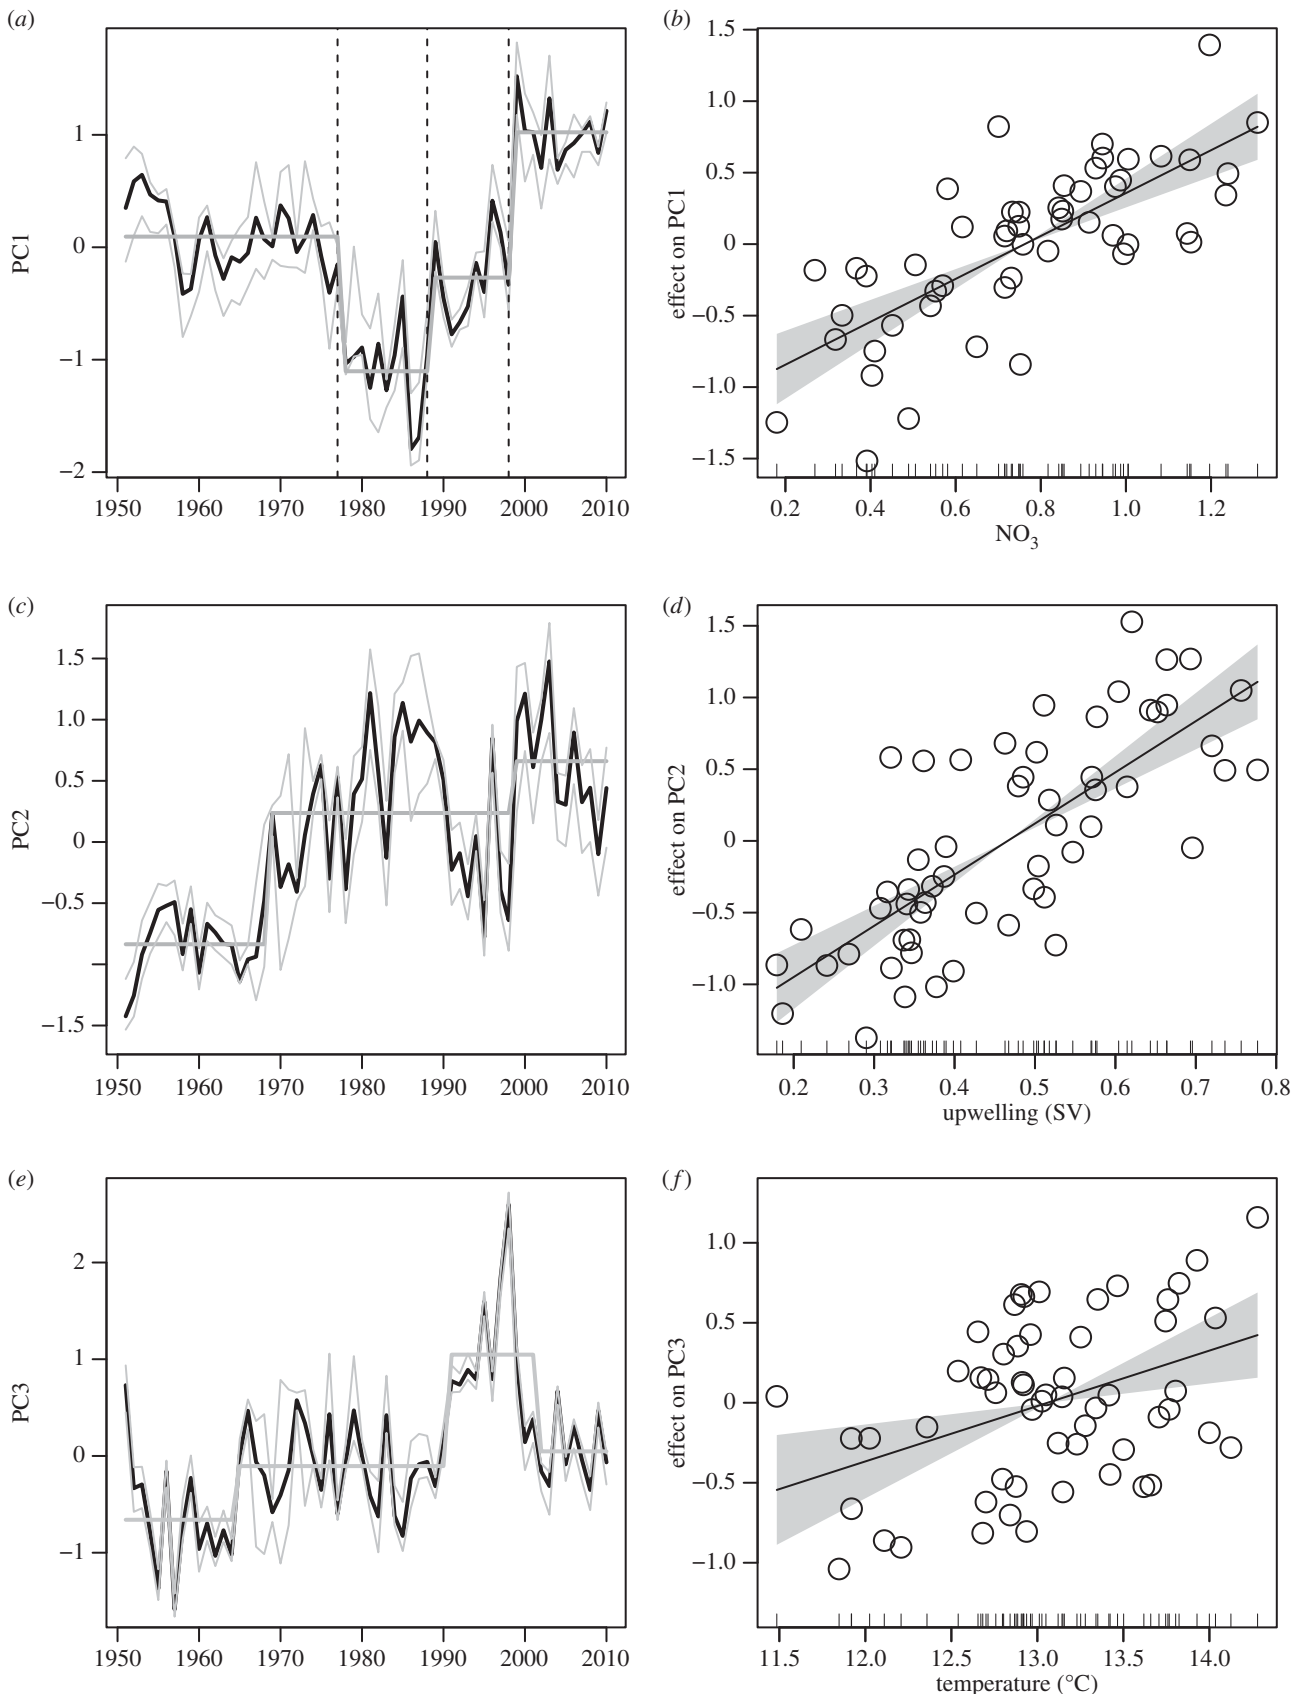 (a)
PC1
1
0
−1
−2
1950 1960 1970 1980 1990 2000 2010
(b)
effect on PC1
1.5
1.0
0.5
0
−0.5
−1.0
−1.5
0.2 0.4 0.6 0.8 1.0 1.2
NO3
(c)
PC2
1.5
1.0
0.5
0
−0.5
−1.5
1950 1960 1970 1980 1990 2000 2010
(d)
effect on PC2
1.5
1.0
0.5
0
−0.5
−1.0
0.2 0.3 0.4 0.5 0.6 0.7 0.8
upwelling (SV)
(e)
PC3
2
1
0
−1
1950 1960 1970 1980 1990 2000 2010
(f)
effect on PC3
1.0
0.5
0
−0.5
−1.0
11.5 12.0 12.5 13.0 13.5 14.0
temperature (°C)